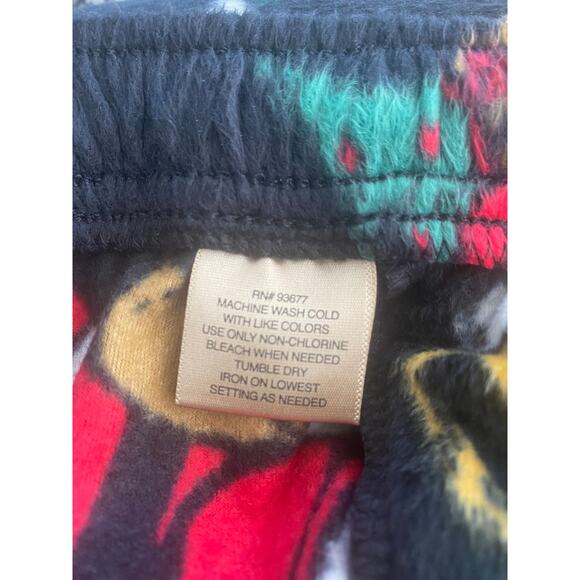 RN# 93677
MACHINE WASH COLD
WITH LIKE COLORS
USE ONLY NON-CHLORINE
BLEACH WHEN NEEDED
TUMBLE DRY
IRON ON LOWEST
SETTING AS NEEDED